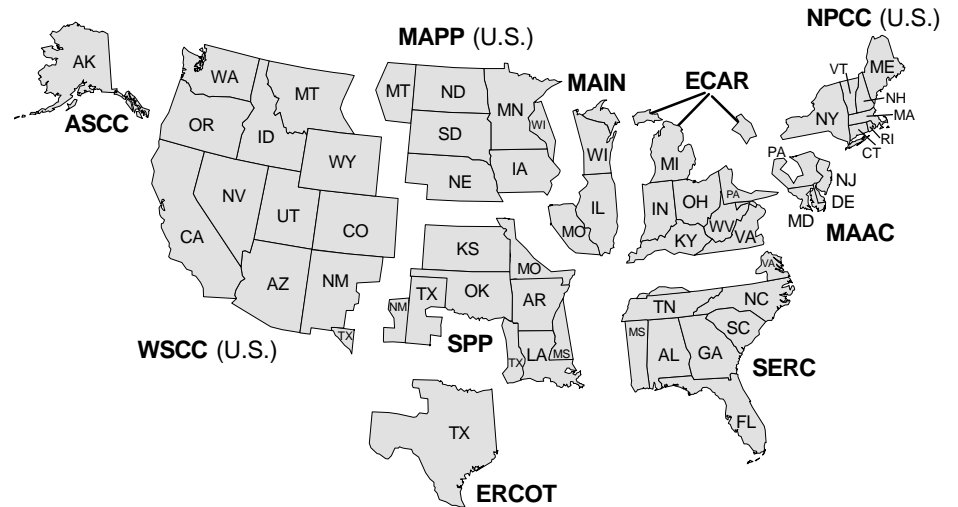 NPCC (U.S.)
MAPP (U.S.)
MAIN
ECAR
ASCC
AK
WA
MT
OR
ID
WY
NV
UT
CO
CA
AZ
NM
TX
WSCC (U.S.)
MT
ND
MN
WI
SD
NE
IA
WI
IL
MO
MI
IN
OH
PA
WV
VA
KY
VT
ME
NH
MA
NY
RI
CT
PA
NJ
DE
MD
MAAC
KS
MO
NM
TX
OK
AR
TX
LA
MS
SPP
VA
TN
NC
SC
MS
AL
GA
FL
SERC
TX
ERCOT